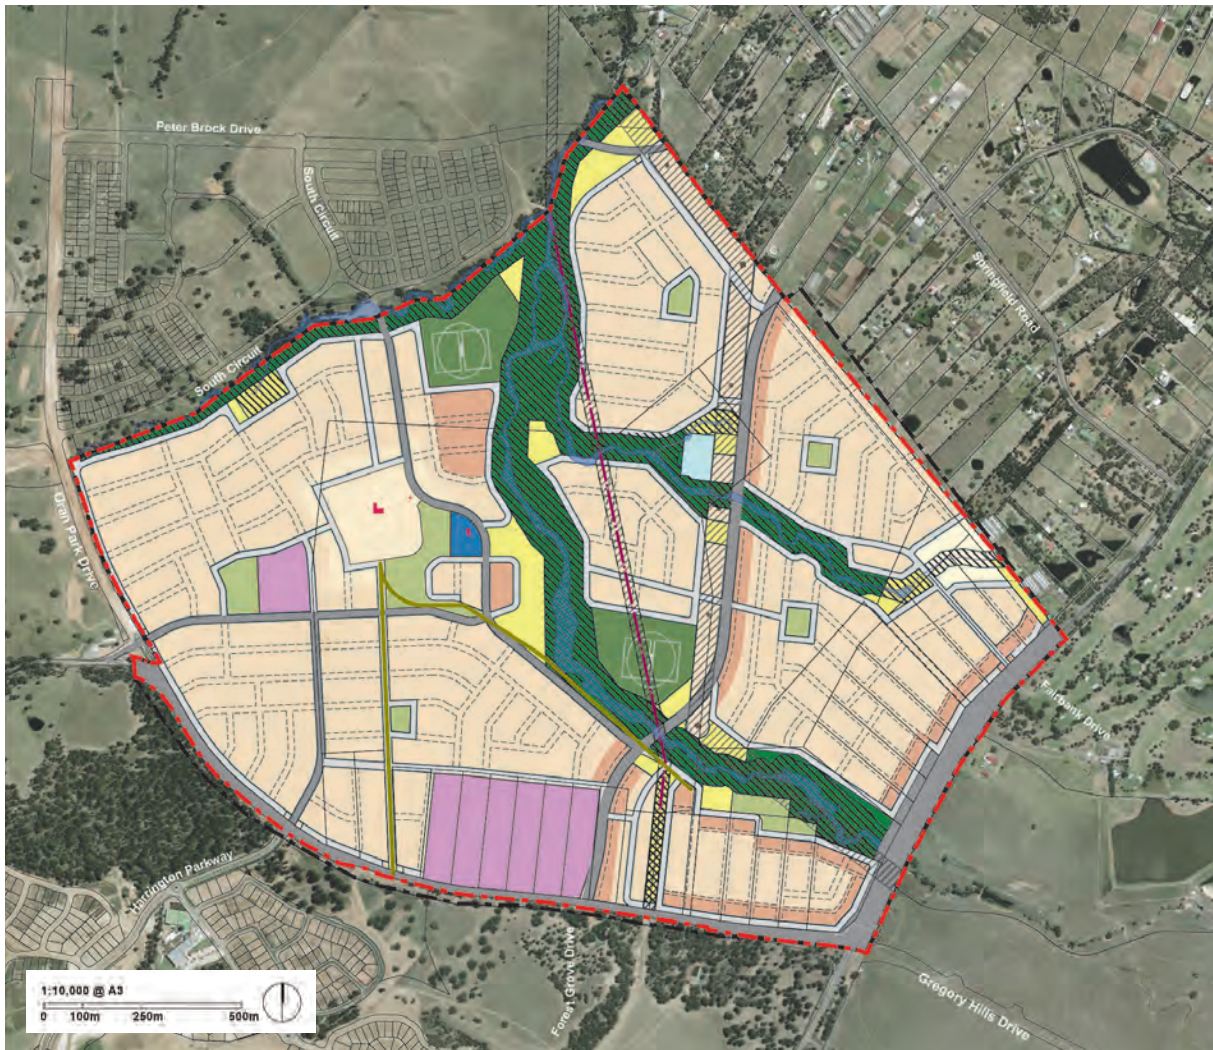 Peter Brock Drive
South Circuit
Springfield Road
South Circuit
Oran Park Drive
Fairbank Drive
Harrington Parkway
Forest Grove Drive
Gregory Hills Drive
1:10,000 @ A3
0 100m 250m 500m